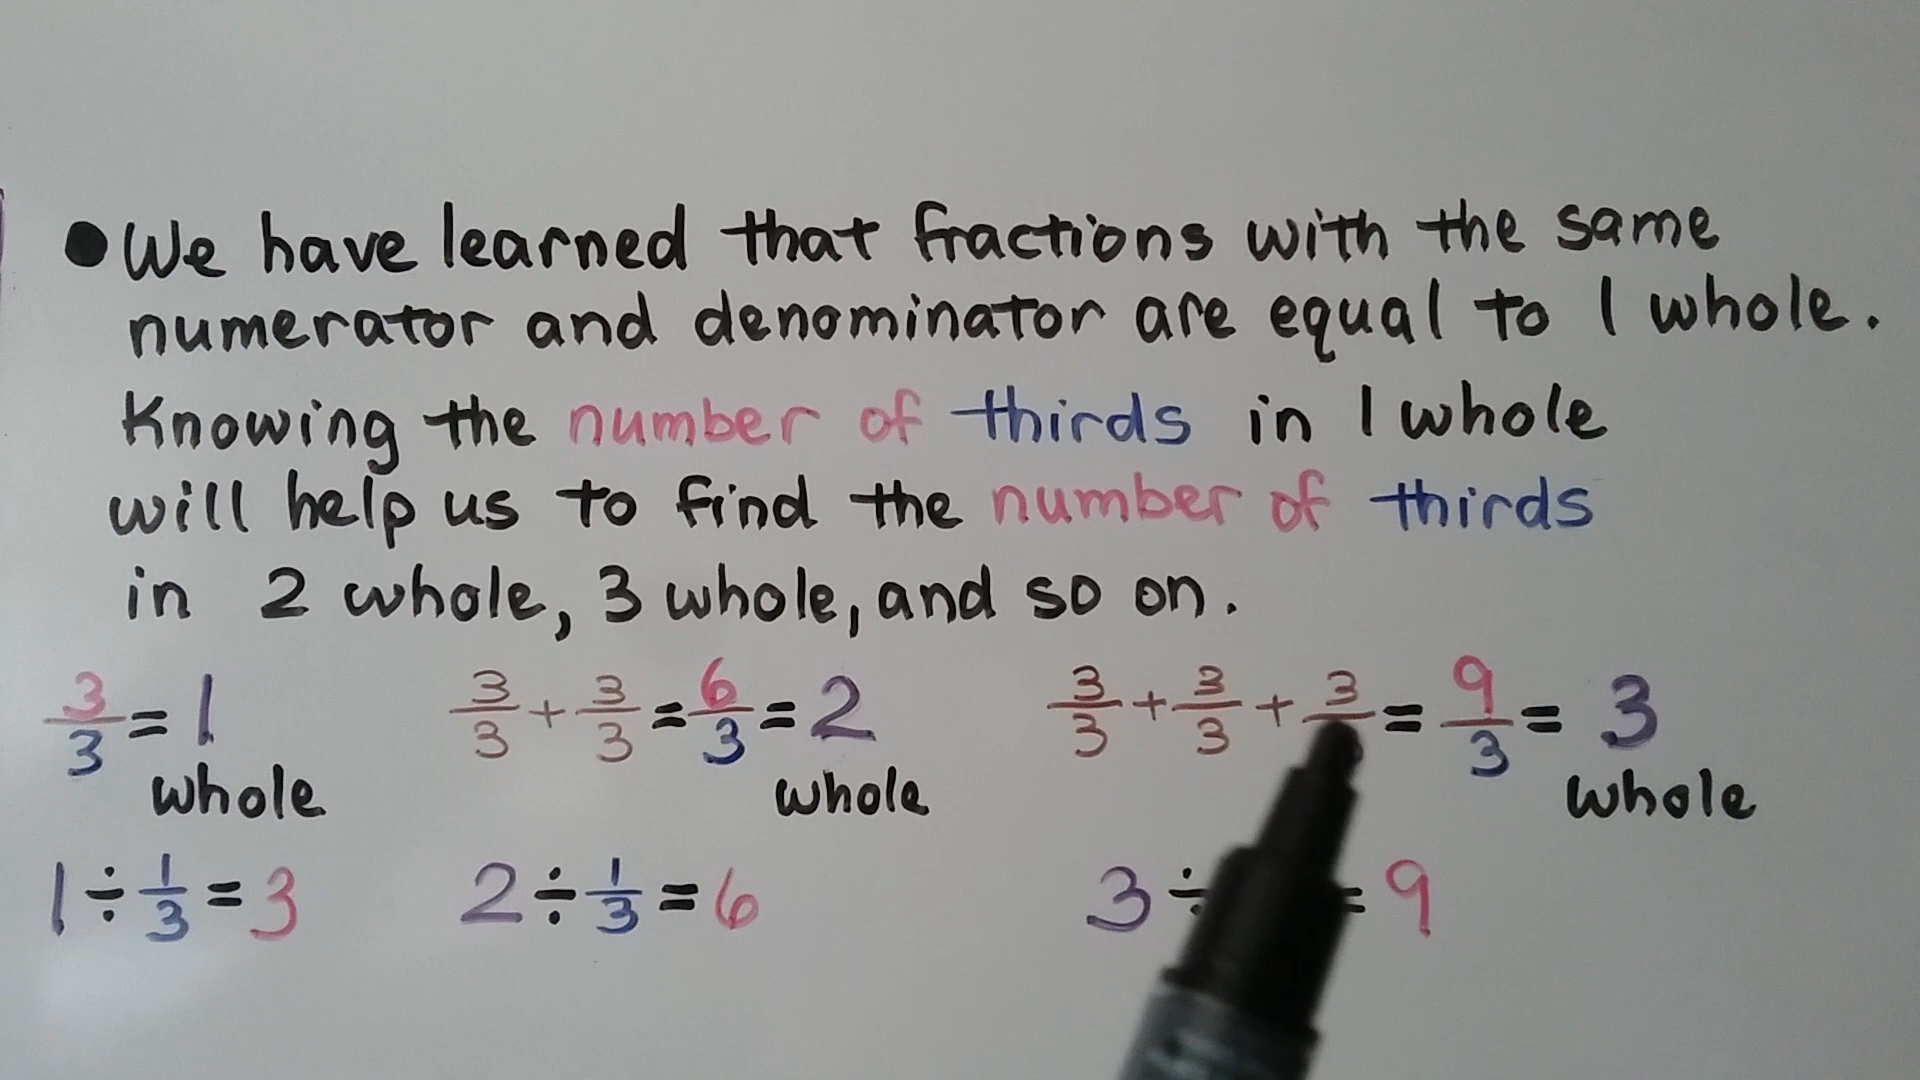 • We have learned that fractions with the same
numerator and denominator are equal to 1 whole.
Knowing the number of thirds in 1 whole
will help us to find the number of thirds
in 2 whole, 3 whole, and so on.
3/3 = 1 whole 3/3 + 3/3 = 6/3 = 2 whole 3/3 + 3/3 + 3/ = 9/3 = 3 whole
1 ÷ 1/3 = 3 2 ÷ 1/3 = 6 3 ÷ = 9